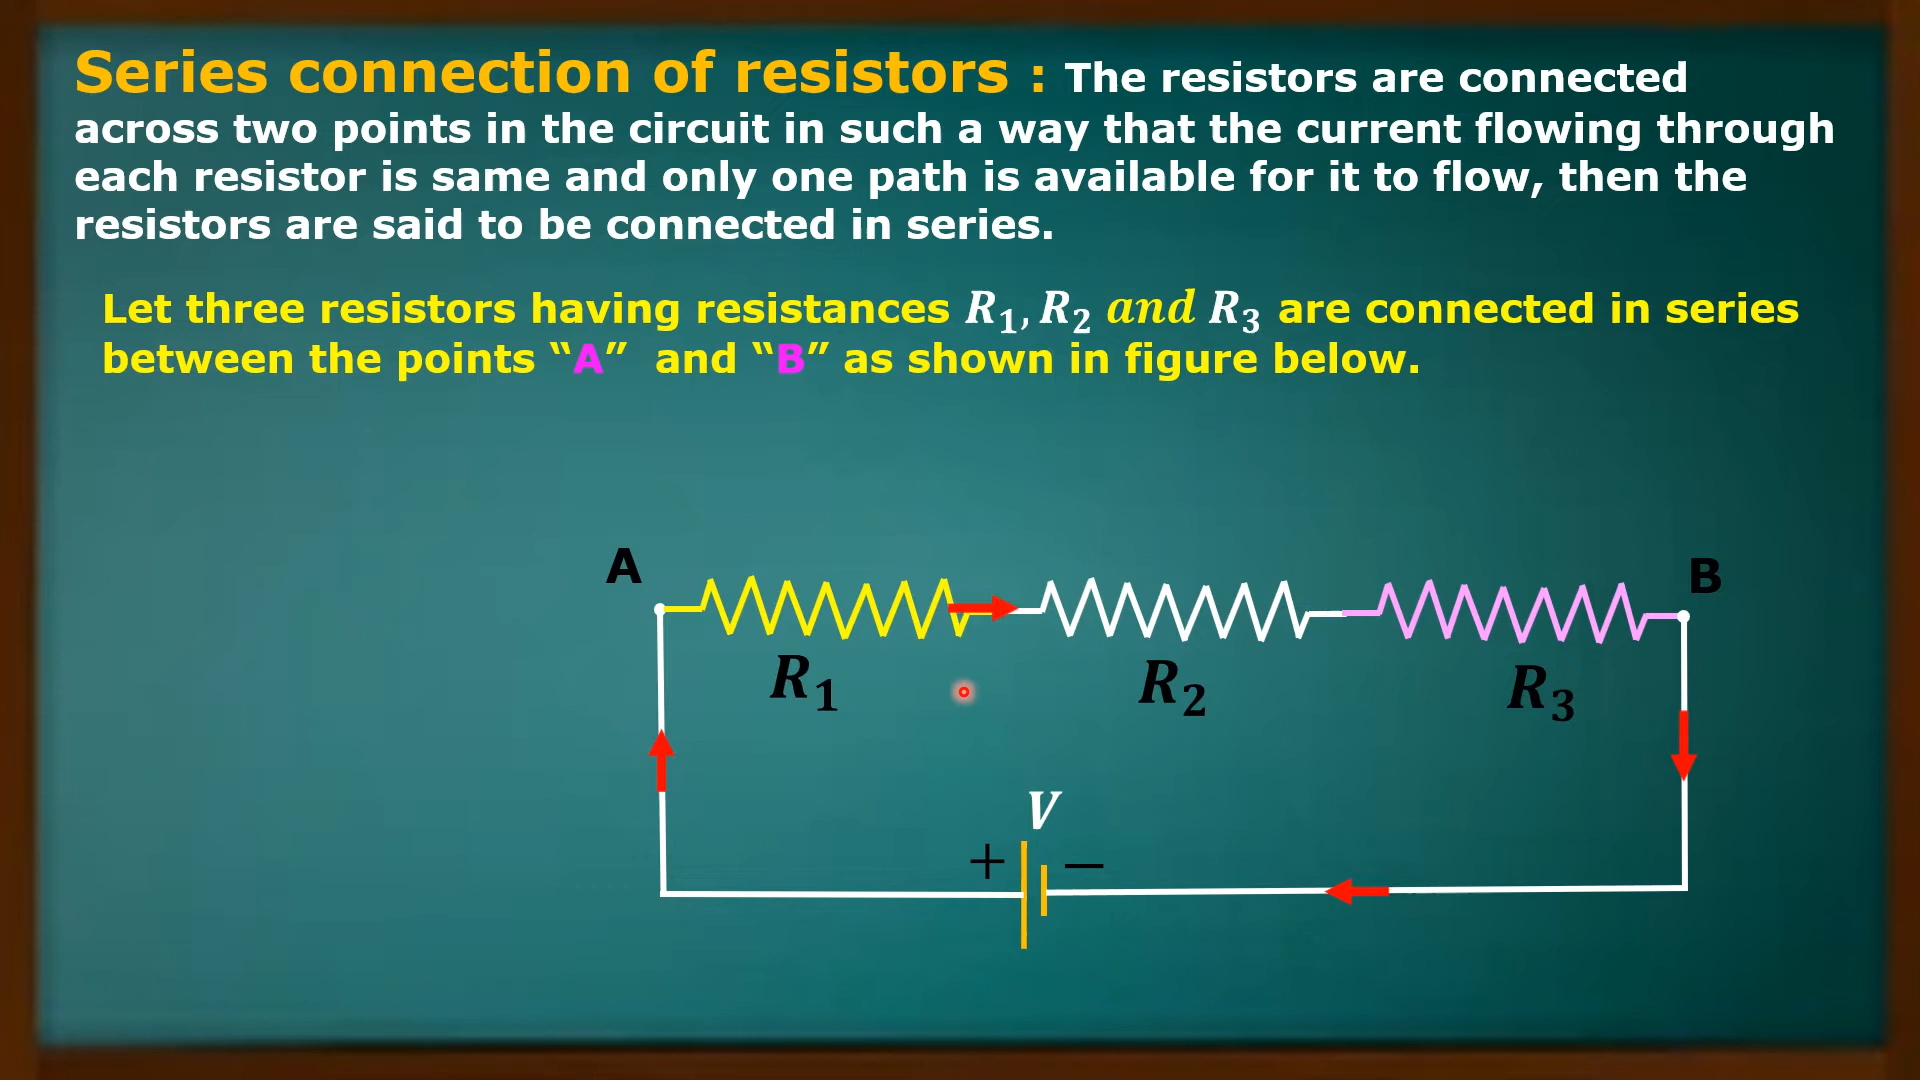 Series connection of resistors : The resistors are connected
across two points in the circuit in such a way that the current flowing through
each resistor is same and only one path is available for it to flow, then the
resistors are said to be connected in series.
Let three resistors having resistances R₁, R₂ and R₃ are connected in series
between the points “A” and “B” as shown in figure below.
A
B
R₁
R₂
R₃
V
+ −